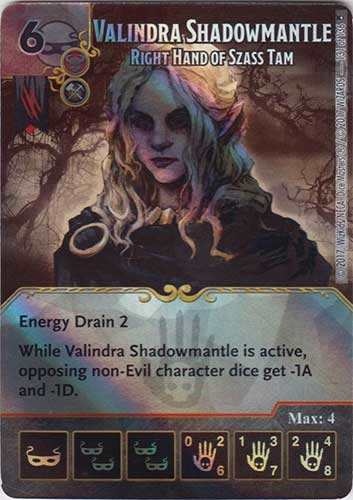 6
VALINDRA SHADOWMANTLE
RIGHT HAND OF SZASS TAM
Energy Drain 2
While Valindra Shadowmantle is active,
opposing non-Evil character dice get -1A
and -1D.
Max: 4
0 2 6
1 3 7
2 4 8